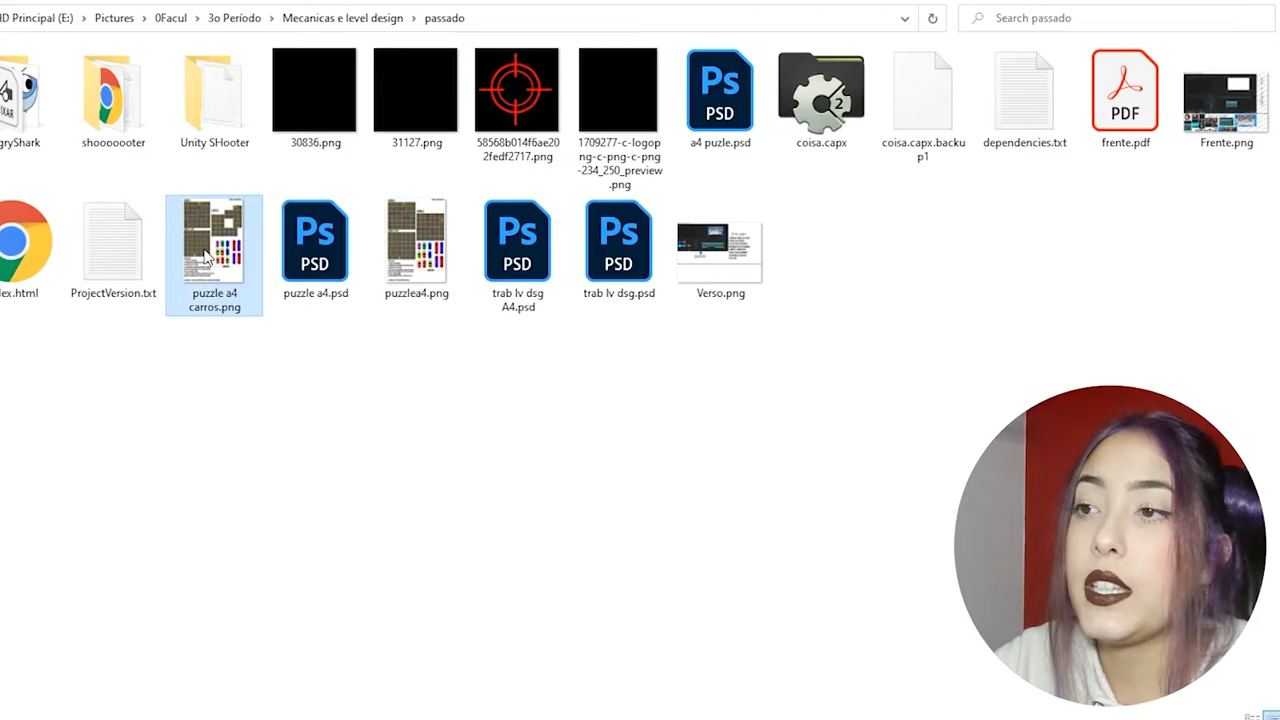 HD Principal (E:) > Pictures > 0Facul > 3o Período > Mecanicas e level design > passado
Search passado
gryShark
shooooooter
Unity SHooter
30836.png
31127.png
58568b014f6ae20
2fedf2717.png
1709277-c-logop
ng-c-png-c-png
-234_250_preview
.png
Ps
PSD
a4 puzle.psd
2
coisa.capx
coisa.capx.backu
p1
dependencies.txt
PDF
frente.pdf
Frente.png
ex.html
ProjectVersion.txt
puzzle a4
carros.png
Ps
PSD
puzzle a4.psd
puzzlea4.png
Ps
PSD
trab lv dsg
A4.psd
Ps
PSD
trab lv dsg.psd
Verso.png